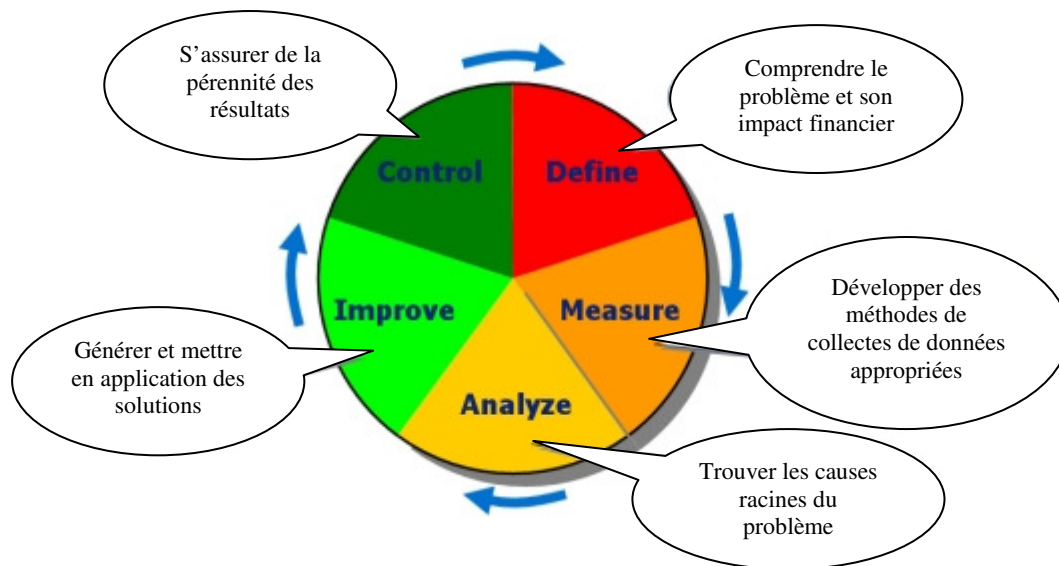 S’assurer de la
pérennité des
résultats
Comprendre le
problème et son
impact financier
Control
Define
Improve
Measure
Analyze
Développer des
méthodes de
collectes de données
appropriées
Générer et mettre
en application des
solutions
Trouver les causes
racines du
problème